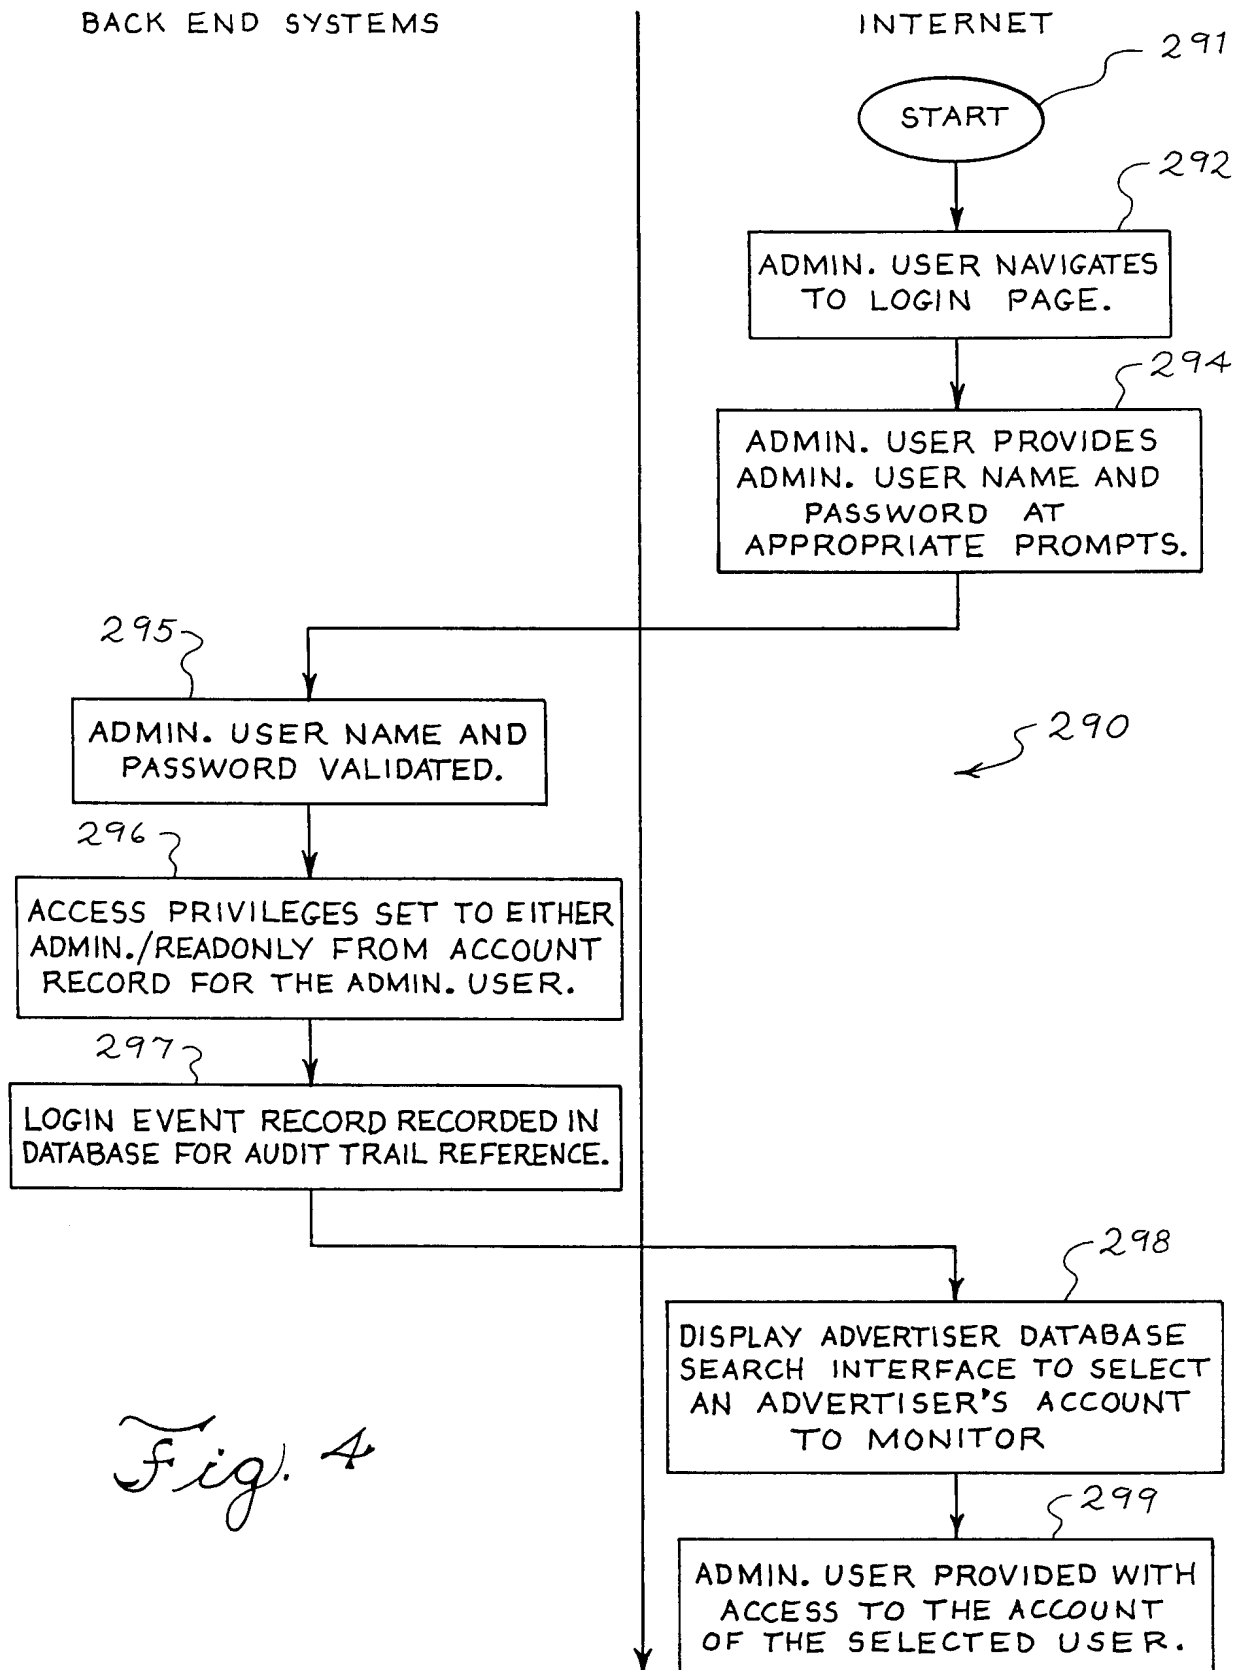 BACK END SYSTEMS
INTERNET
291
START
292
ADMIN. USER NAVIGATES
TO LOGIN PAGE.
294
ADMIN. USER PROVIDES
ADMIN. USER NAME AND
PASSWORD AT
APPROPRIATE PROMPTS.
295
ADMIN. USER NAME AND
PASSWORD VALIDATED.
290
296
ACCESS PRIVILEGES SET TO EITHER
ADMIN./READONLY FROM ACCOUNT
RECORD FOR THE ADMIN. USER.
297
LOGIN EVENT RECORD RECORDED IN
DATABASE FOR AUDIT TRAIL REFERENCE.
298
DISPLAY ADVERTISER DATABASE
SEARCH INTERFACE TO SELECT
AN ADVERTISER'S ACCOUNT
TO MONITOR
299
ADMIN. USER PROVIDED WITH
ACCESS TO THE ACCOUNT
OF THE SELECTED USER.
Fig. 4